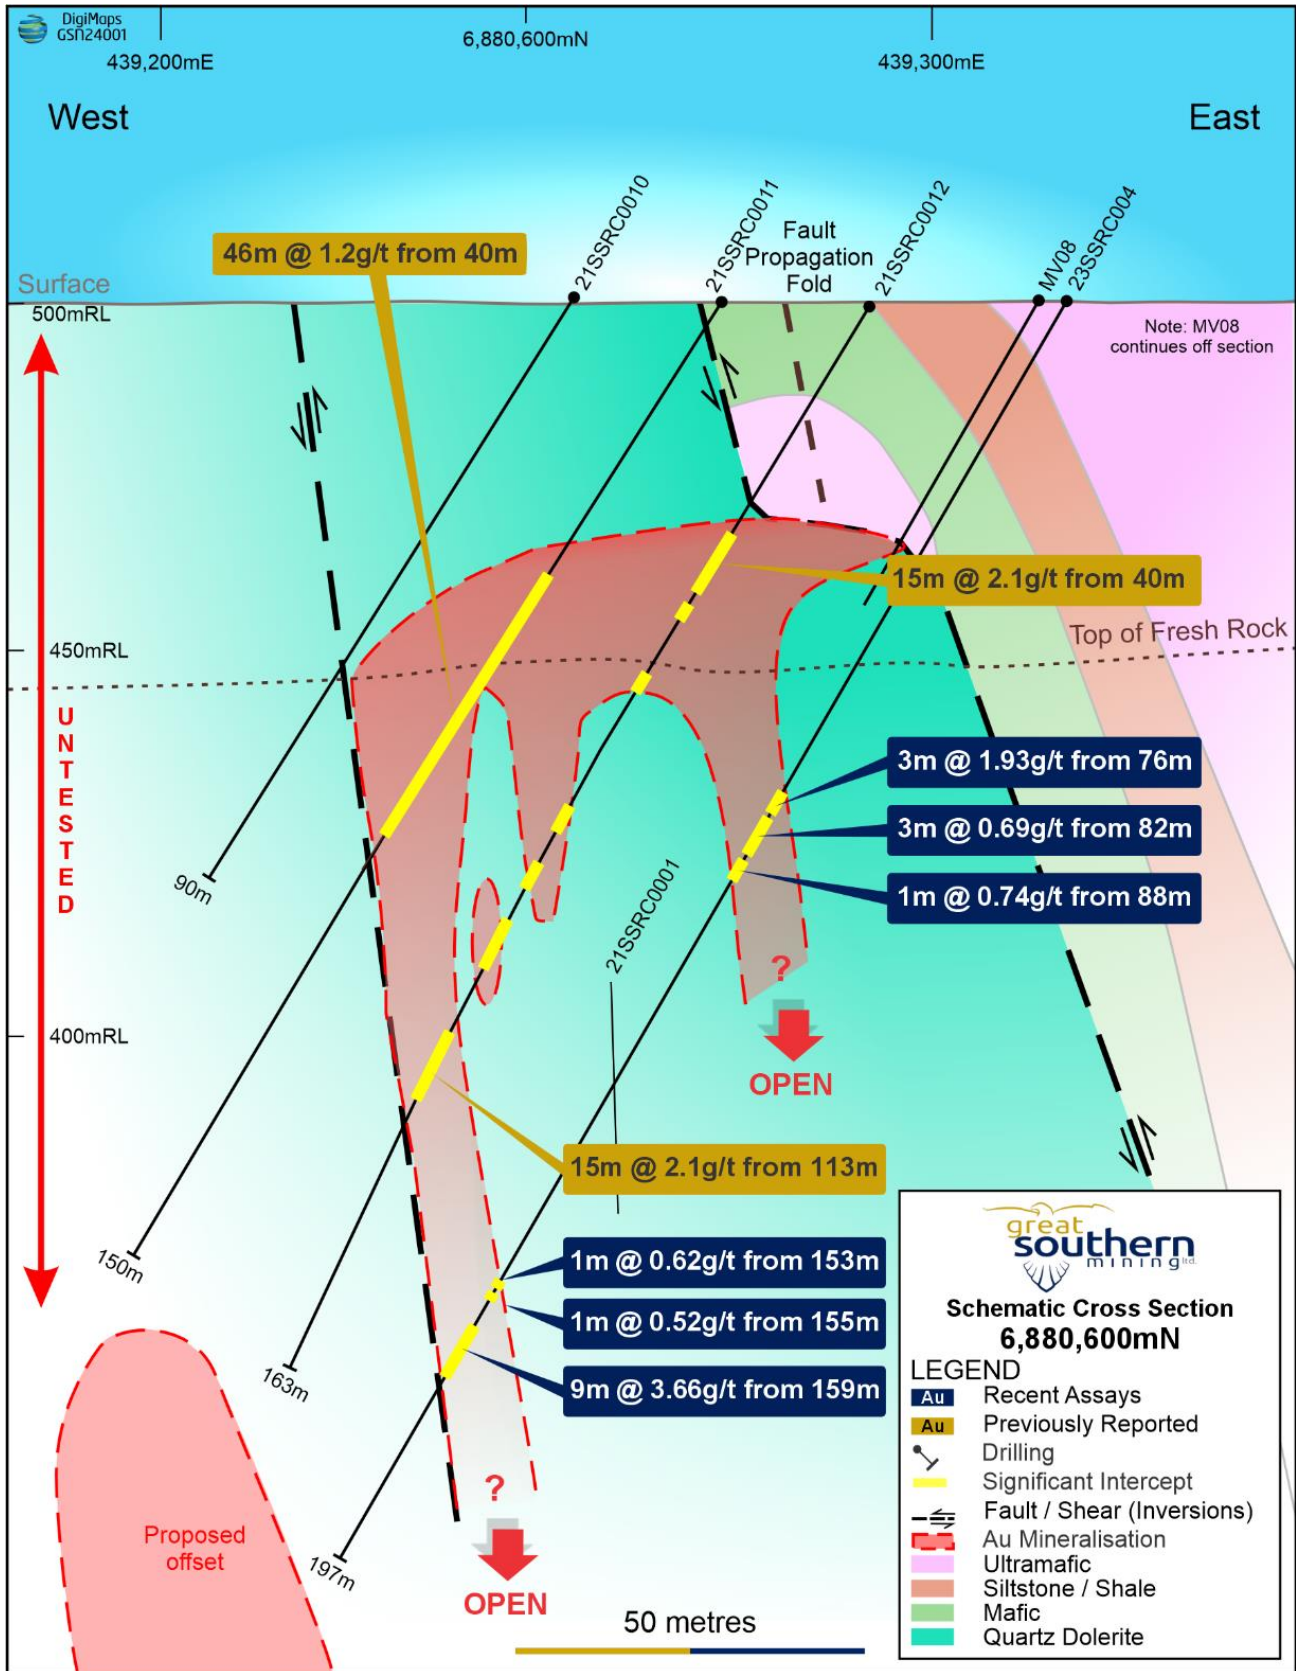 DigiMaps
GSN24001
439,200mE
6,880,600mN
439,300mE
West
East
21SSRC0010
21SSRC0011
21SSRC0012
MV08
23SSRC004
Fault
Propagation
Fold
46m @ 1.2g/t from 40m
Surface
500mRL
Note: MV08
continues off section
15m @ 2.1g/t from 40m
Top of Fresh Rock
450mRL
UNTESTED
3m @ 1.93g/t from 76m
3m @ 0.69g/t from 82m
1m @ 0.74g/t from 88m
90m
21SSRC0001
?
OPEN
400mRL
15m @ 2.1g/t from 113m
150m
1m @ 0.62g/t from 153m
1m @ 0.52g/t from 155m
9m @ 3.66g/t from 159m
163m
?
OPEN
197m
Proposed
offset
50 metres
great
southern
mining ltd.
Schematic Cross Section
6,880,600mN
LEGEND
Au Recent Assays
Au Previously Reported
Drilling
Significant Intercept
Fault / Shear (Inversions)
Au Mineralisation
Ultramafic
Siltstone / Shale
Mafic
Quartz Dolerite